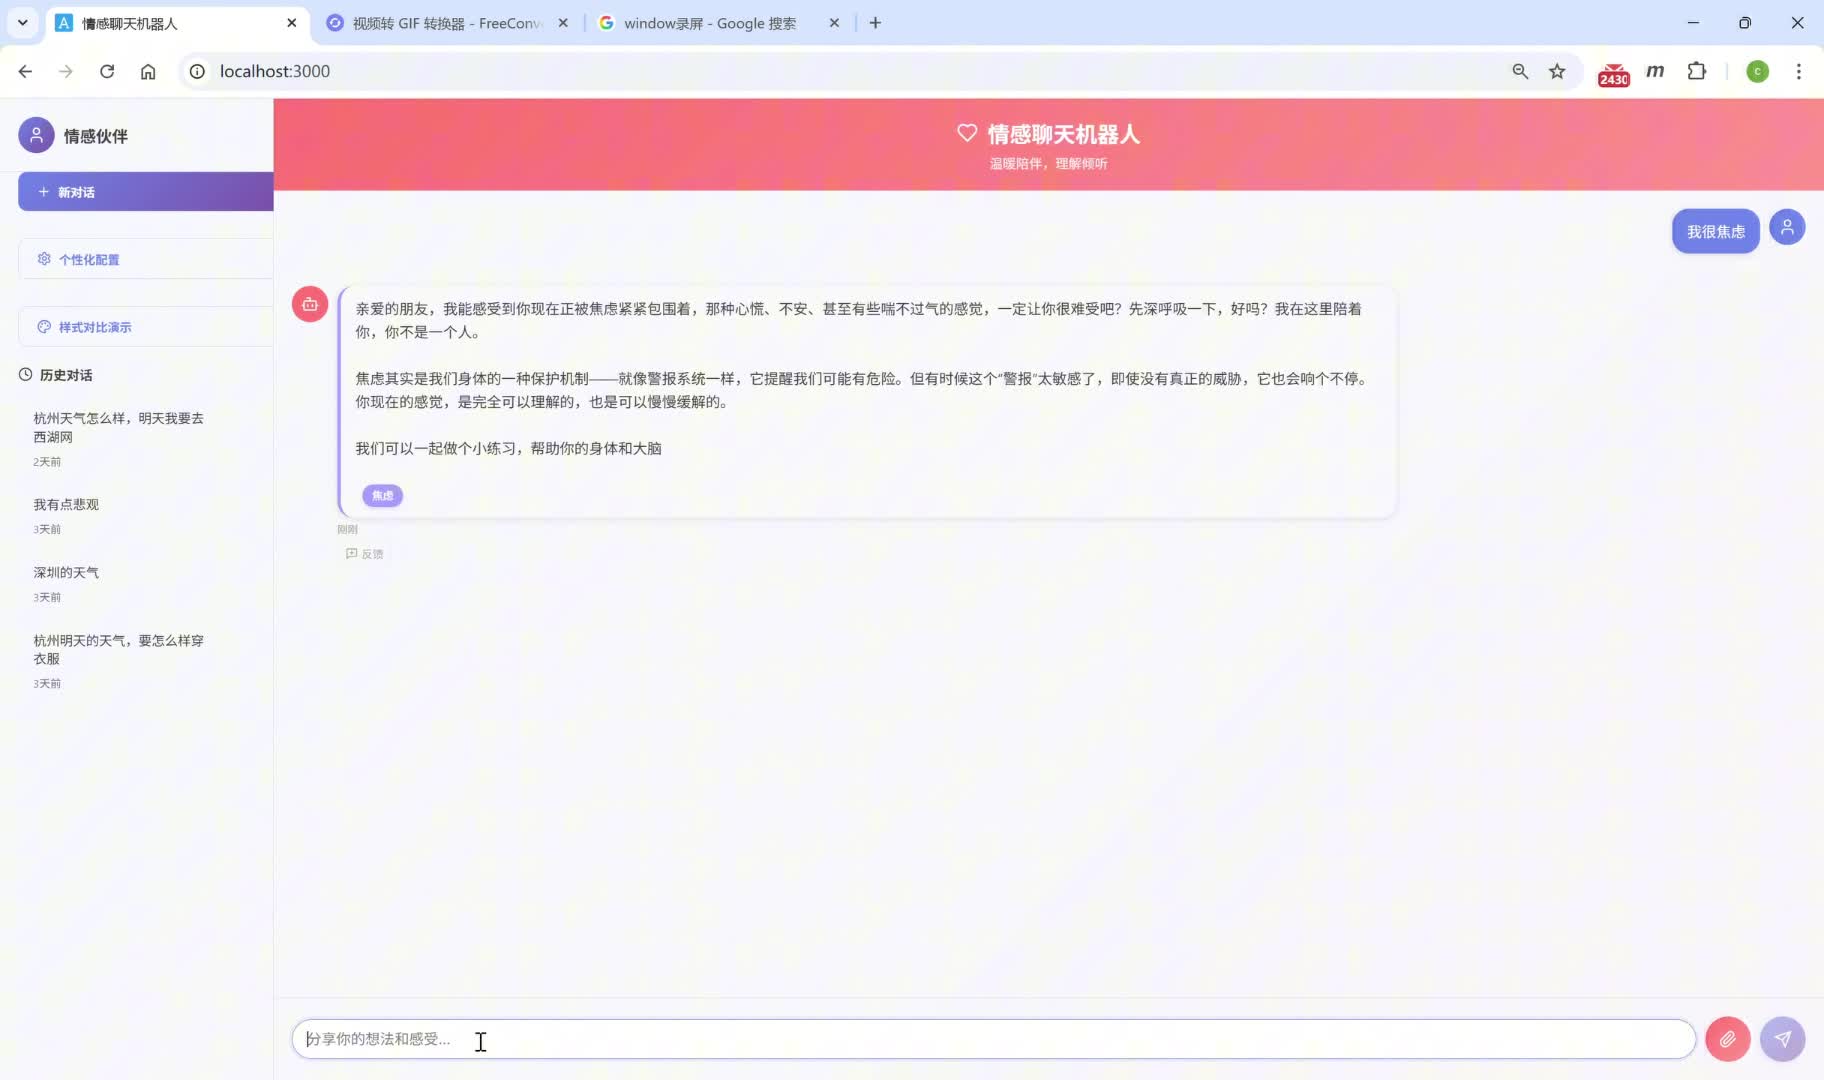 情感聊天机器人
视频转 GIF 转换器 - FreeConv
window录屏 - Google 搜索
localhost:3000
2430
m
c
情感伙伴
新对话
个性化配置
样式对比演示
历史对话
杭州天气怎么样，明天我要去
西湖网
2天前
我有点悲观
3天前
深圳的天气
3天前
杭州明天的天气，要怎么样穿
衣服
3天前
情感聊天机器人
温暖陪伴，理解倾听
我很焦虑
亲爱的朋友，我能感受到你现在正被焦虑紧紧包围着，那种心慌、不安、甚至有些喘不过气的感觉，一定让你很难受吧？先深呼吸一下，好吗？我在这里陪着
你，你不是一个人。
焦虑其实是我们身体的一种保护机制——就像警报系统一样，它提醒我们可能有危险。但有时候这个“警报”太敏感了，即使没有真正的威胁，它也会响个不停。
你现在的感觉，是完全可以理解的，也是可以慢慢缓解的。
我们可以一起做个小练习，帮助你的身体和大脑
焦虑
刚刚
反馈
分享你的想法和感受...